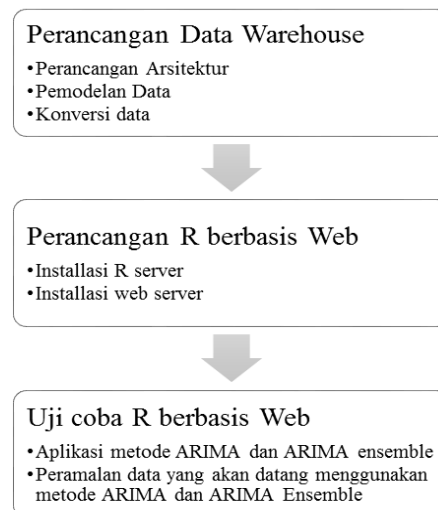 Perancangan Data Warehouse
•Perancangan Arsitektur
•Pemodelan Data
•Konversi data
Perancangan R berbasis Web
•Installasi R server
•Installasi web server
Uji coba R berbasis Web
•Aplikasi metode ARIMA dan ARIMA ensemble
•Peramalan data yang akan datang menggunakan
metode ARIMA dan ARIMA Ensemble